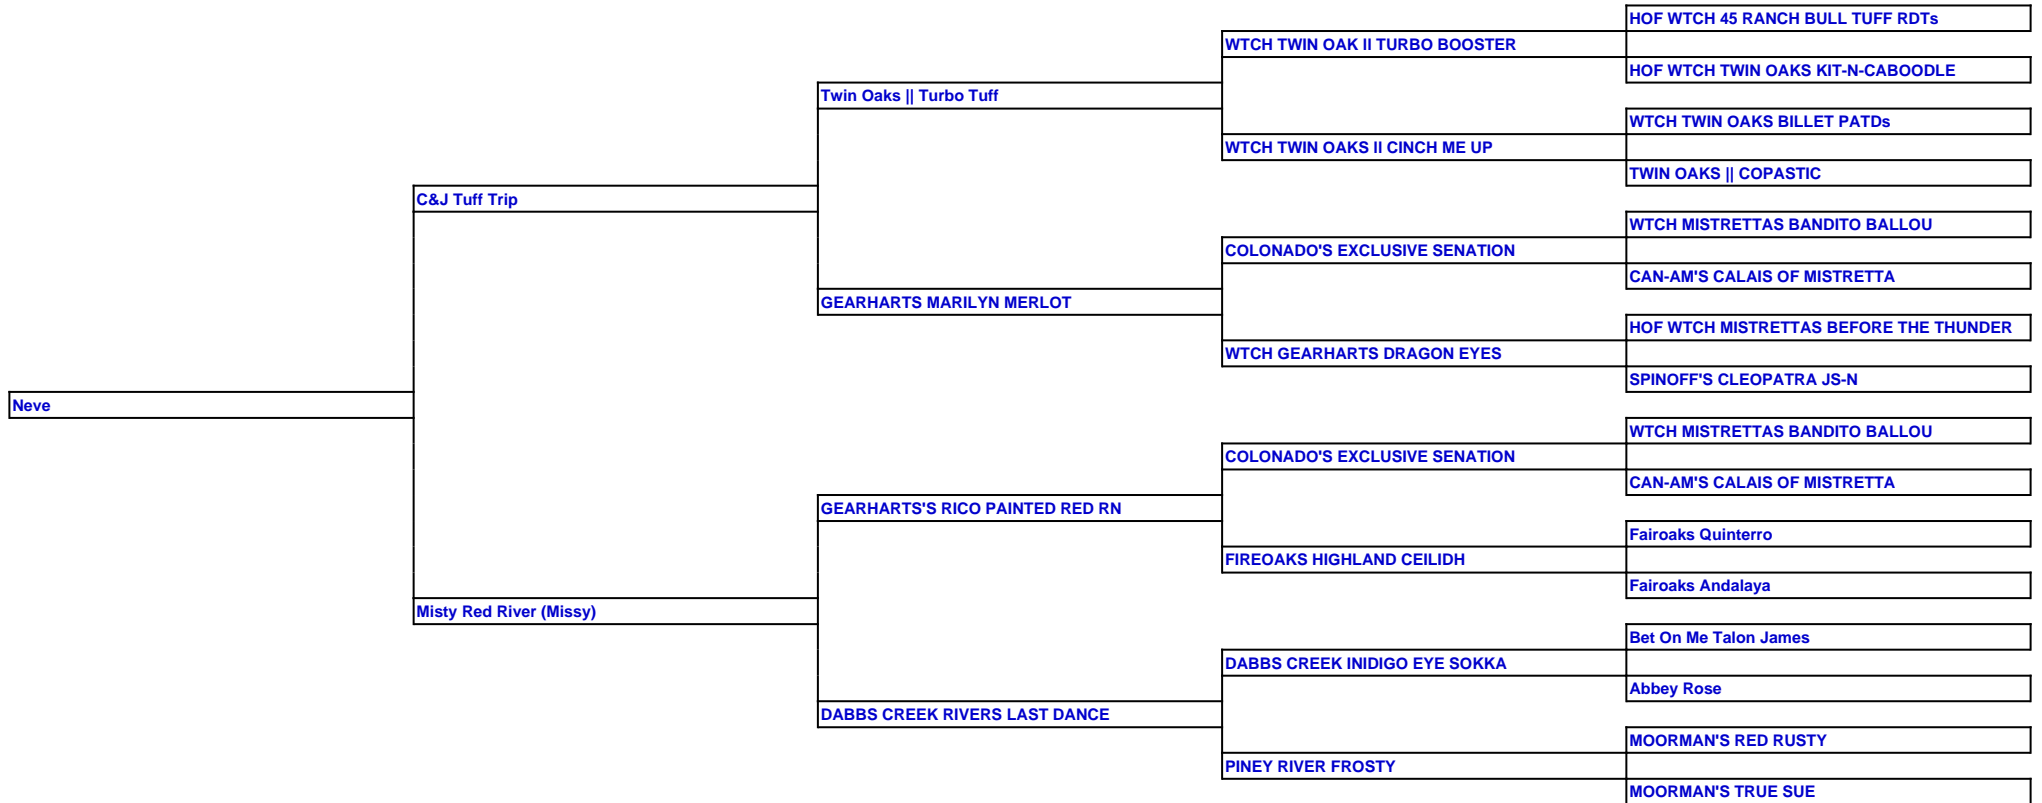 HOF WTCH 45 RANCH BULL TUFF RDTs
WTCH TWIN OAK II TURBO BOOSTER
HOF WTCH TWIN OAKS KIT-N-CABOODLE
Twin Oaks || Turbo Tuff
WTCH TWIN OAKS BILLET PATDs
WTCH TWIN OAKS II CINCH ME UP
TWIN OAKS || COPASTIC
C&J Tuff Trip
WTCH MISTRETTAS BANDITO BALLOU
COLONADO'S EXCLUSIVE SENATION
CAN-AM'S CALAIS OF MISTRETTA
GEARHARTS MARILYN MERLOT
HOF WTCH MISTRETTAS BEFORE THE THUNDER
WTCH GEARHARTS DRAGON EYES
SPINOFF'S CLEOPATRA JS-N
Neve
WTCH MISTRETTAS BANDITO BALLOU
COLONADO'S EXCLUSIVE SENATION
CAN-AM'S CALAIS OF MISTRETTA
GEARHARTS'S RICO PAINTED RED RN
Fairoaks Quinterro
FIREOAKS HIGHLAND CEILIDH
Fairoaks Andalaya
Misty Red River (Missy)
Bet On Me Talon James
DABBS CREEK INIDIGO EYE SOKKA
Abbey Rose
DABBS CREEK RIVERS LAST DANCE
MOORMAN'S RED RUSTY
PINEY RIVER FROSTY
MOORMAN'S TRUE SUE